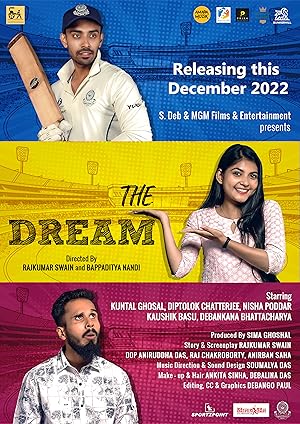 Releasing this
December 2022
S. Deb & MGM Films & Entertainment
presents
THE
DREAM
Directed By
RAJKUMAR SWAIN AND BAPPADITYA NANDI
Starring
KUNTAL GHOSAL, DIPTOLOK CHATTERJEE, NISHA PODDAR
KAUSHIK BASU, DEBANKANA BHATTACHARYA
Produced By SIMA GHOSHAL
Story & Screenplay RAJKUMAR SWAIN
DOP ANIRUDDHA DAS, RAJ CHAKROBORTY, ANIRBAN SAHA
Music Direction & Sound Design SOUMALYA DAS
Make - up & Hair ANKITA SINHA, DEBALINA DAS
Editing, CC & Graphics DEBANGO PAUL
SPORTZPOINT